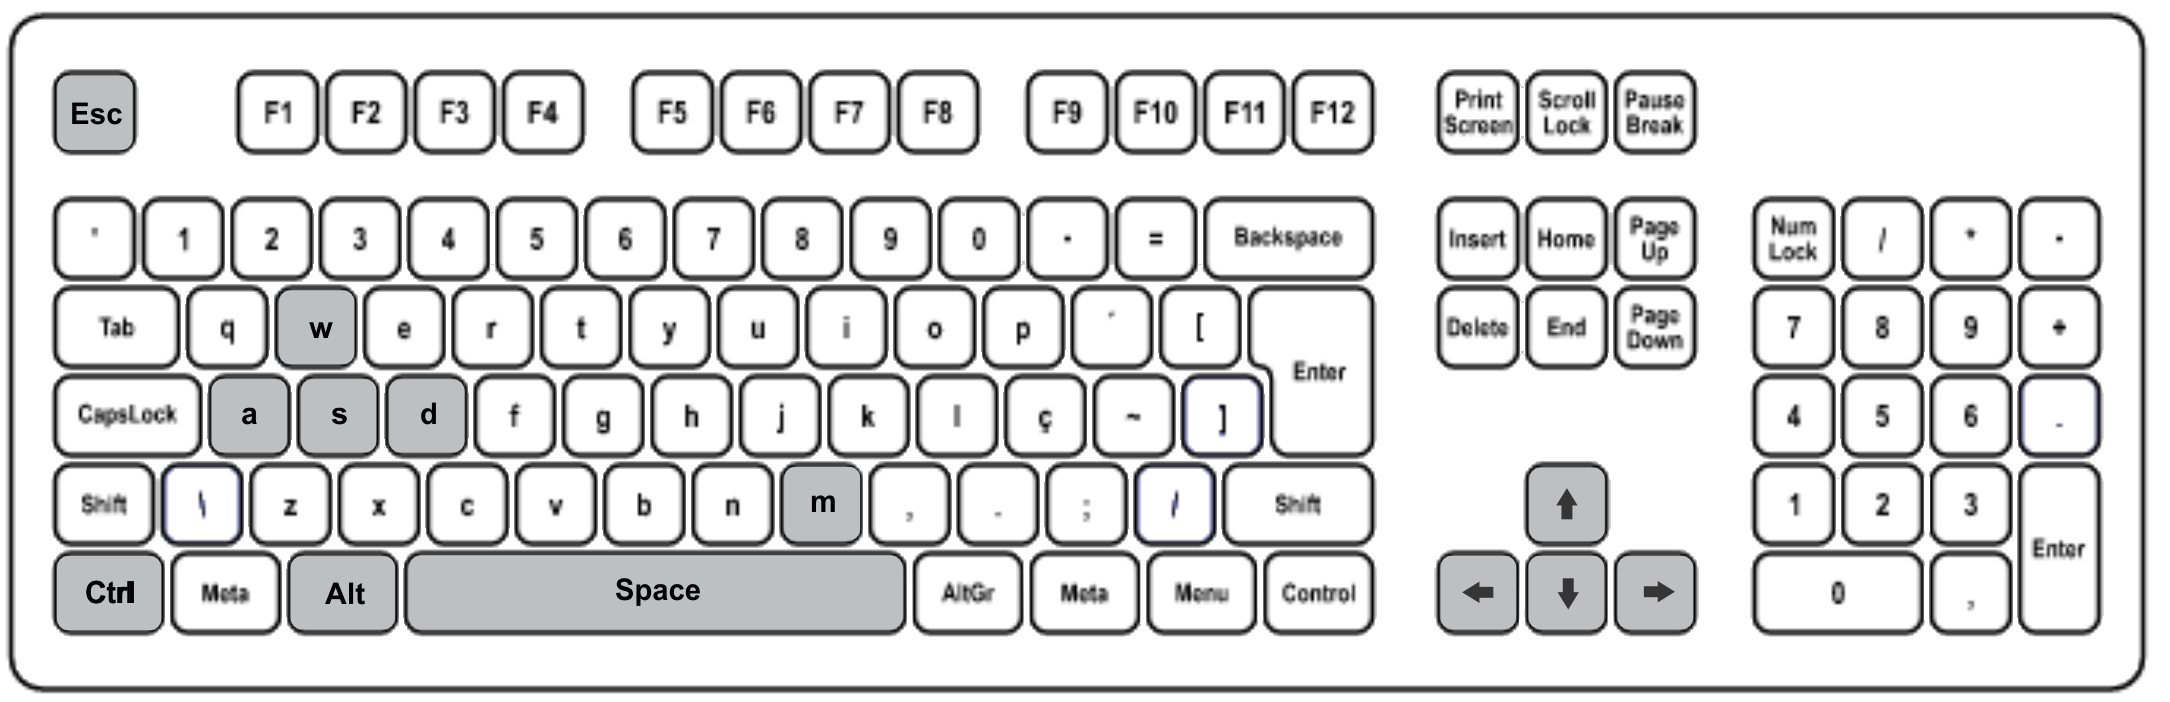 Esc F1 F2 F3 F4 F5 F6 F7 F8 F9 F10 F11 F12 Print Screen Scroll Lock Pause Break
' 1 2 3 4 5 6 7 8 9 0 - = Backspace Insert Home Page Up Num Lock / * -
Tab q w e r t y u i o p ´ [ Enter Delete End Page Down 7 8 9 +
CapsLock a s d f g h j k l ç ~ ] 4 5 6 .
Shift \ z x c v b n m , . ; / Shift ↑ 1 2 3 Enter
Ctrl Meta Alt Space AltGr Meta Menu Control ← ↓ → 0 ,